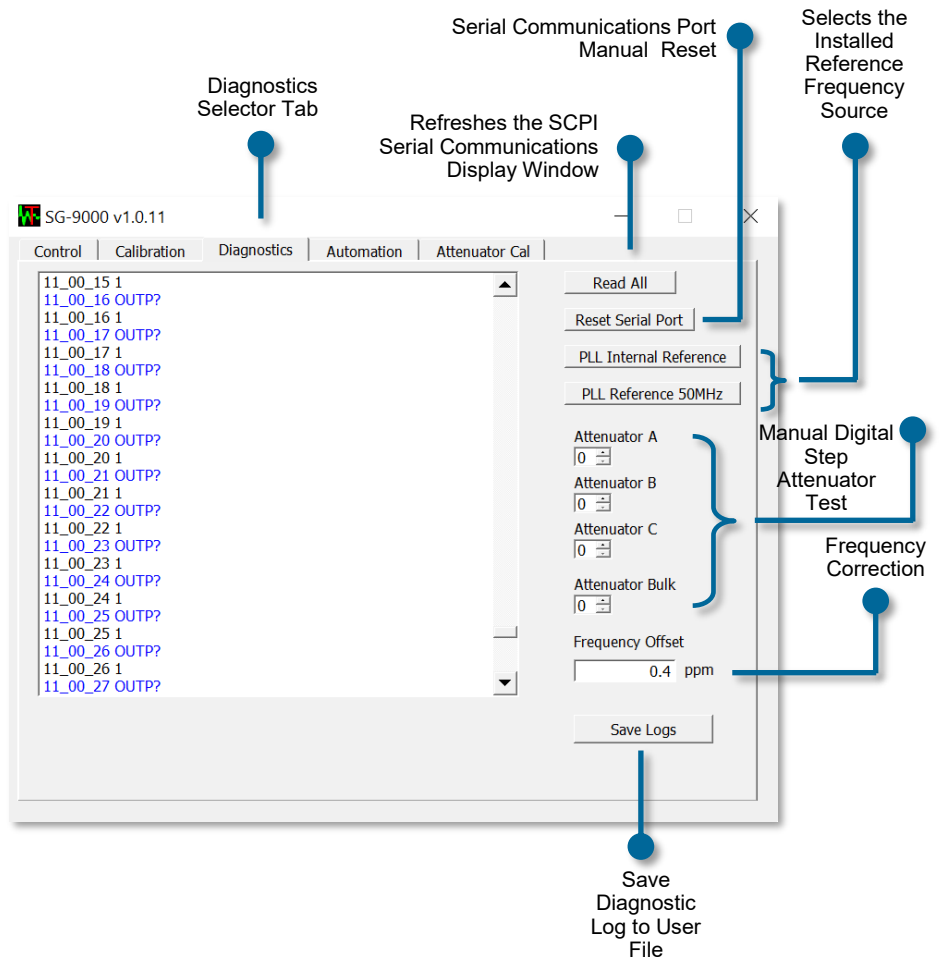 Serial Communications Port
Manual Reset
Selects the
Installed
Reference
Frequency
Source
Diagnostics
Selector Tab
Refreshes the SCPI
Serial Communications
Display Window
SG-9000 v1.0.11
Control
Calibration
Diagnostics
Automation
Attenuator Cal
11_00_15 1
11_00_16 OUTP?
11_00_16 1
11_00_17 OUTP?
11_00_17 1
11_00_18 OUTP?
11_00_18 1
11_00_19 OUTP?
11_00_19 1
11_00_20 OUTP?
11_00_20 1
11_00_21 OUTP?
11_00_21 1
11_00_22 OUTP?
11_00_22 1
11_00_23 OUTP?
11_00_23 1
11_00_24 OUTP?
11_00_24 1
11_00_25 OUTP?
11_00_25 1
11_00_26 OUTP?
11_00_26 1
11_00_27 OUTP?
Read All
Reset Serial Port
PLL Internal Reference
PLL Reference 50MHz
Attenuator A
0
Attenuator B
0
Attenuator C
0
Attenuator Bulk
0
Frequency Offset
0.4 ppm
Save Logs
Manual Digital
Step
Attenuator
Test
Frequency
Correction
Save
Diagnostic
Log to User
File